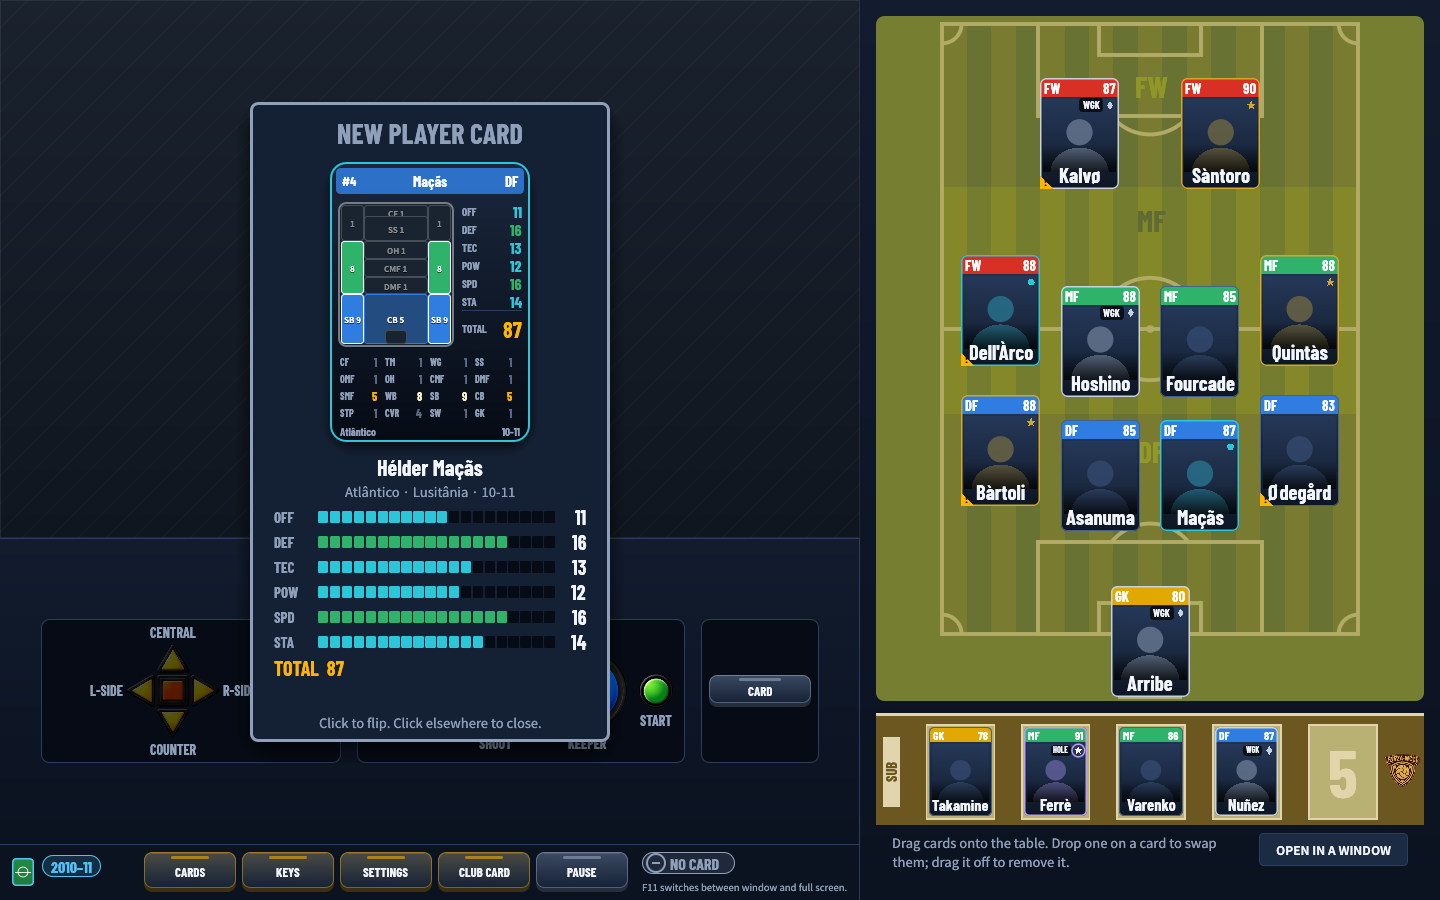 NEW PLAYER CARD
#4 Maçãs DF
CF 1
1 SS 1 1
OH 1
8 CMF 1 8
DMF 1
SB 9 CB 5 SB 9
OFF 11
DEF 16
TEC 13
POW 12
SPD 16
STA 14
TOTAL 87
CF 1 TM 1 WG 1 SS 1
OMF 1 OH 1 CMF 1 DMF 1
SMF 5 WB 8 SB 9 CB 5
STP 1 CVR 4 SW 1 GK 1
Atlântico 10-11
Hélder Maçãs
Atlântico · Lusitânia · 10-11
OFF 11
DEF 16
TEC 13
POW 12
SPD 16
STA 14
TOTAL 87
Click to flip. Click elsewhere to close.
CENTRAL
L-SIDE
R-SID
COUNTER
SHOOT
KEEPER
START
CARD
2010-11
CARDS
KEYS
SETTINGS
CLUB CARD
PAUSE
NO CARD
F11 switches between window and full screen.
FW
MF
DF
FW 87
WGK
Kalvø
FW 90
Sàntoro
FW 88
Dell'Àrco
MF 88
WGK
Hoshino
MF 85
Fourcade
MF 88
Quintàs
DF 88
Bàrtoli
DF 85
Asanuma
DF 87
Maçãs
DF 83
Ødegård
GK 80
WGK
Arribe
SUB
GK 78
Takamine
MF 91
HOLE
Ferrè
MF 86
Varenko
DF 87
WGK
Nuñez
5
Drag cards onto the table. Drop one on a card to swap
them; drag it off to remove it.
OPEN IN A WINDOW